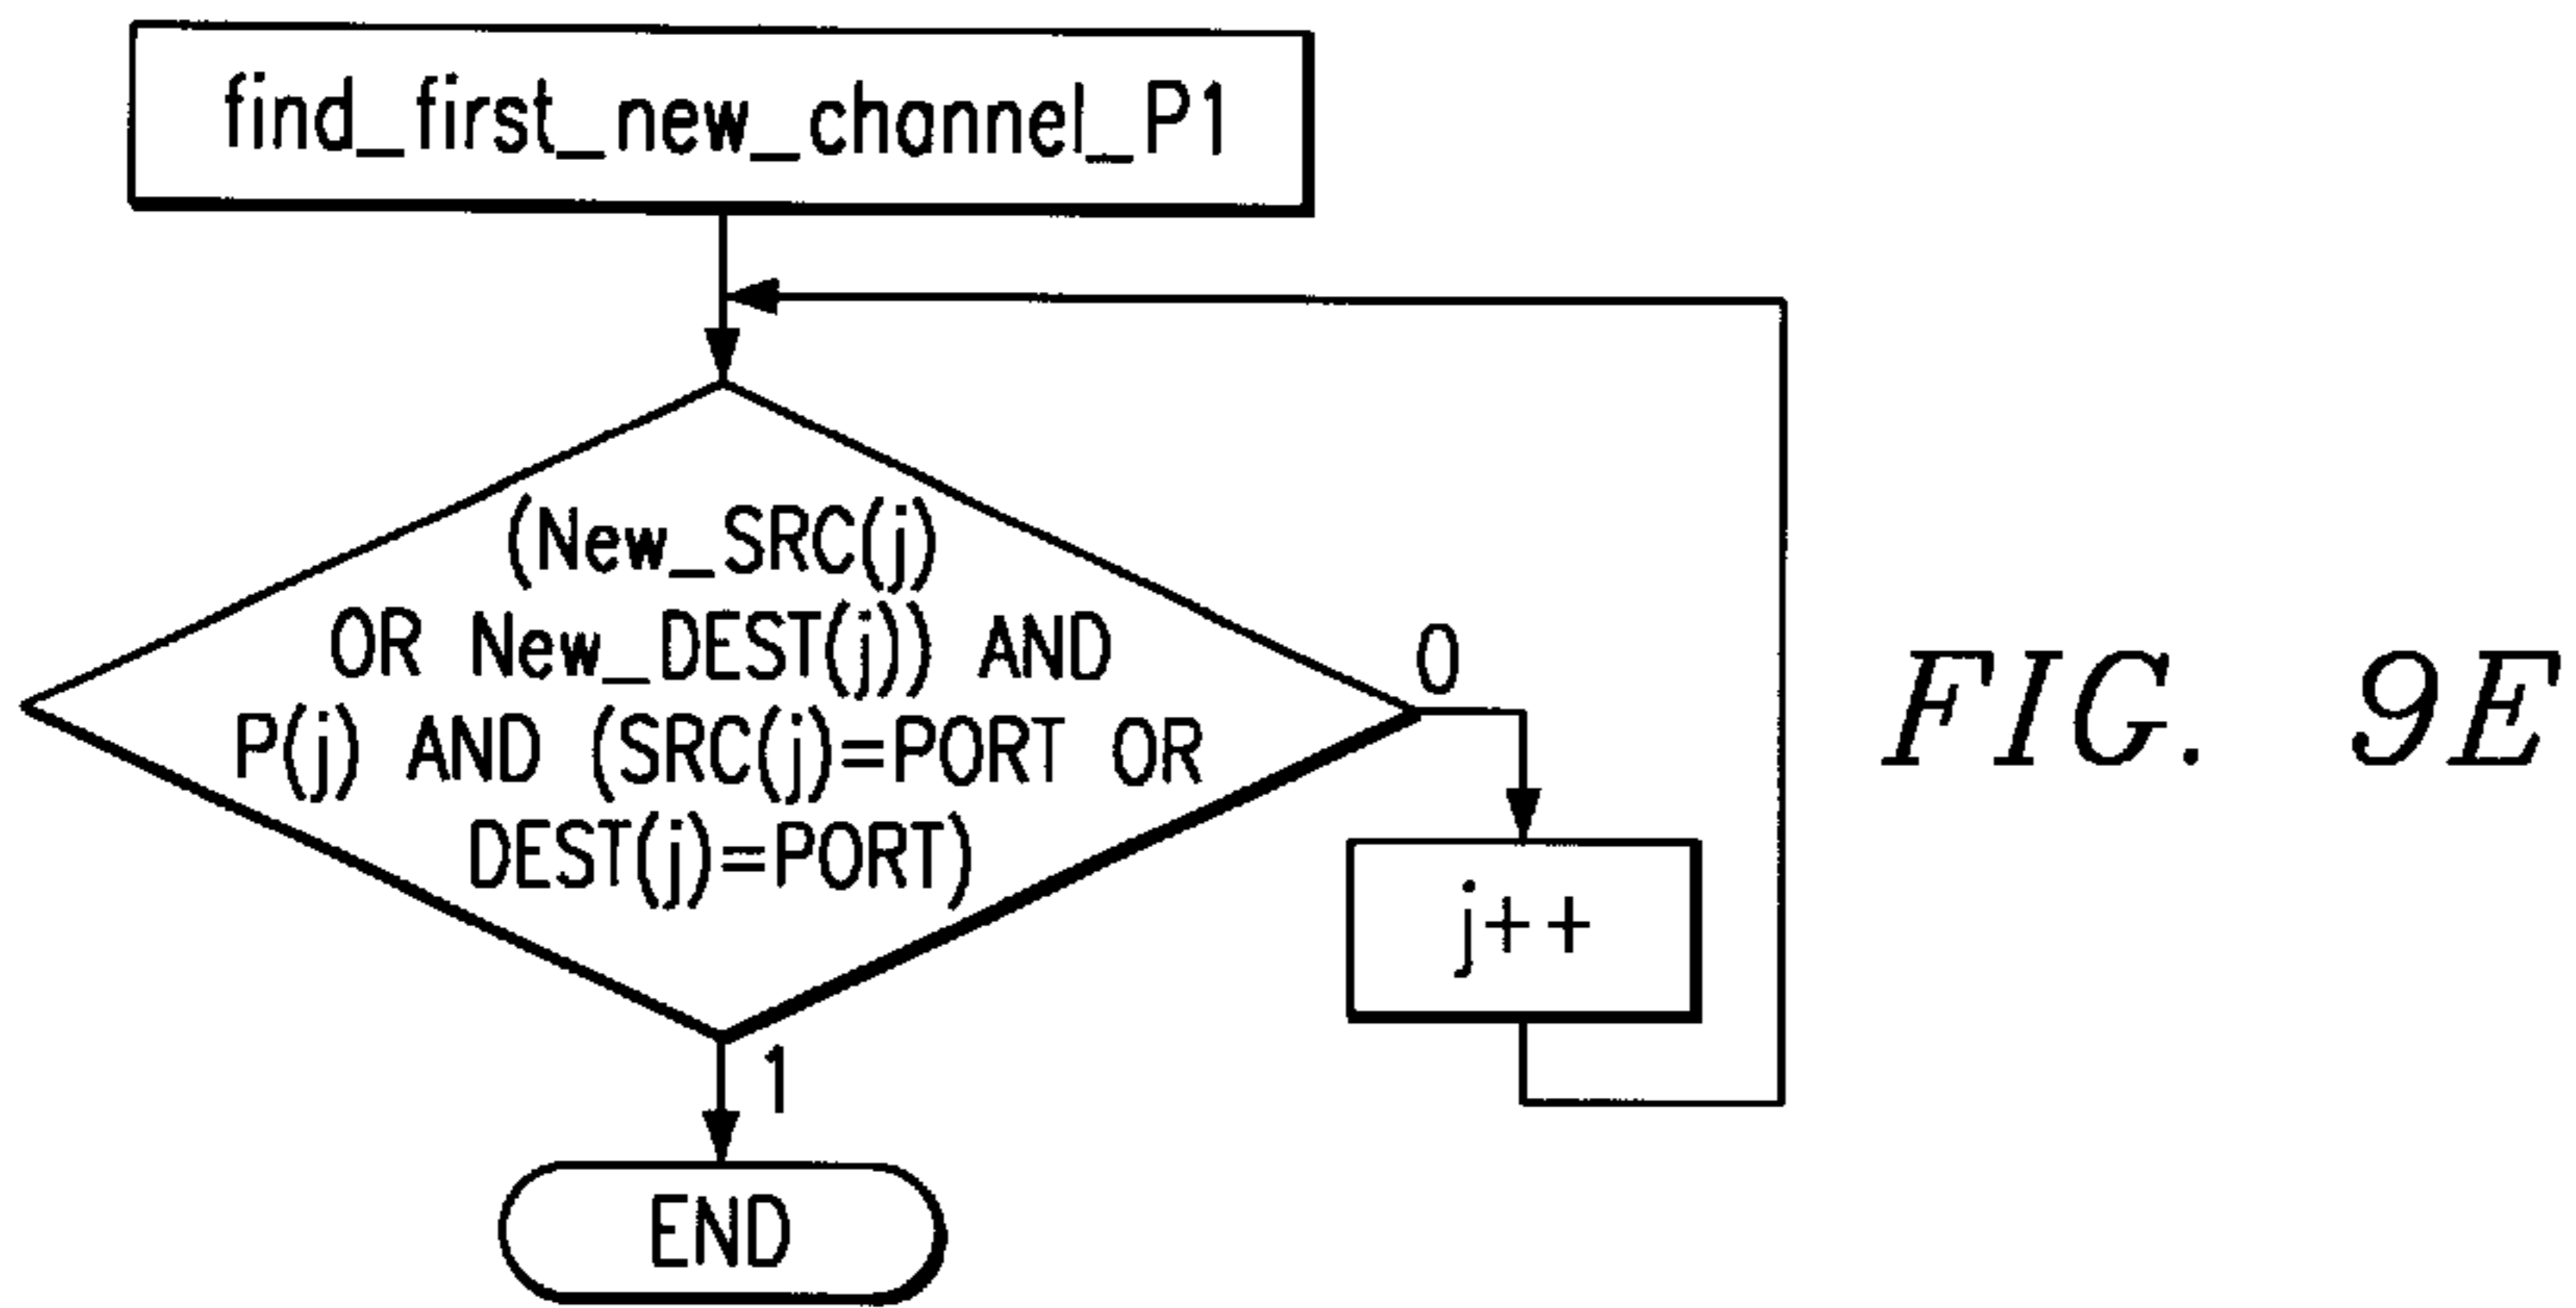 find_first_new_channel_P1
(New_SRC(j)
OR New_DEST(j)) AND
P(j) AND (SRC(j)=PORT OR
DEST(j)=PORT)
0
j++
1
END
FIG. 9E